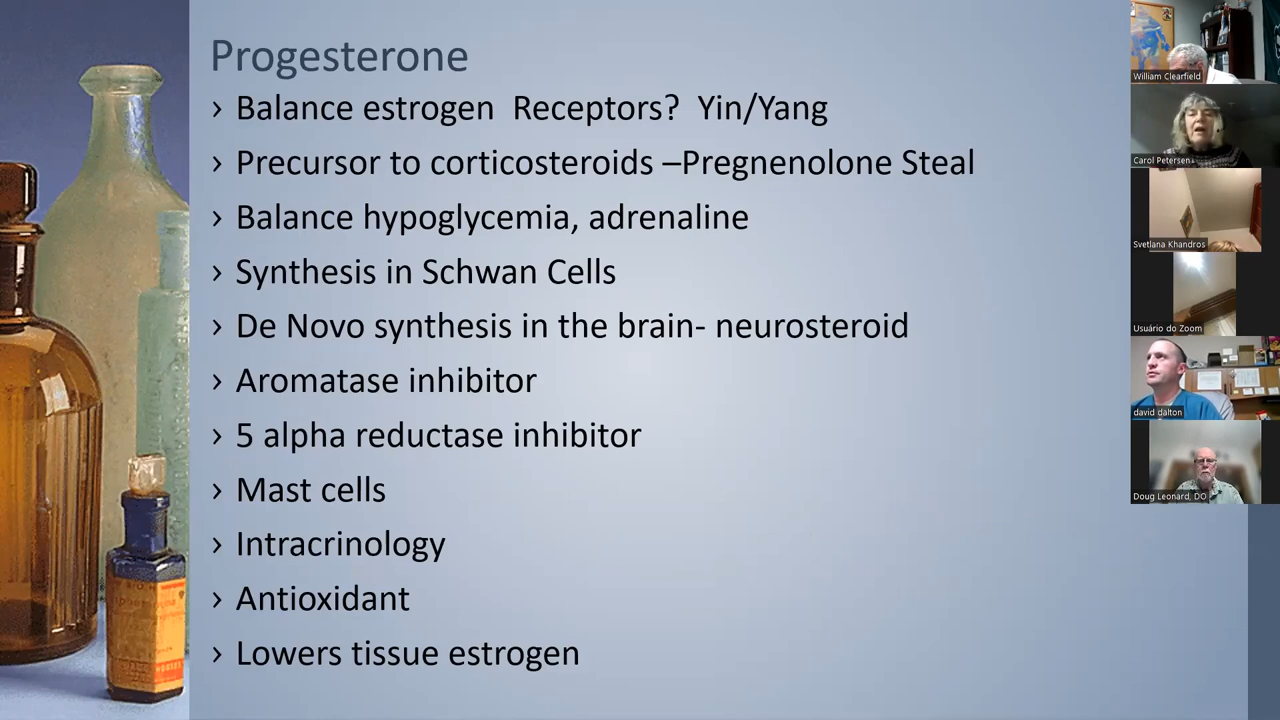 Progesterone
› Balance estrogen  Receptors?  Yin/Yang
› Precursor to corticosteroids –Pregnenolone Steal
› Balance hypoglycemia, adrenaline
› Synthesis in Schwan Cells
› De Novo synthesis in the brain- neurosteroid
› Aromatase inhibitor
› 5 alpha reductase inhibitor
› Mast cells
› Intracrinology
› Antioxidant
› Lowers tissue estrogen
William Clearfield
Carol Petersen
Svetlana Khandros
Usuário do Zoom
david dalton
Doug Leonard, DO